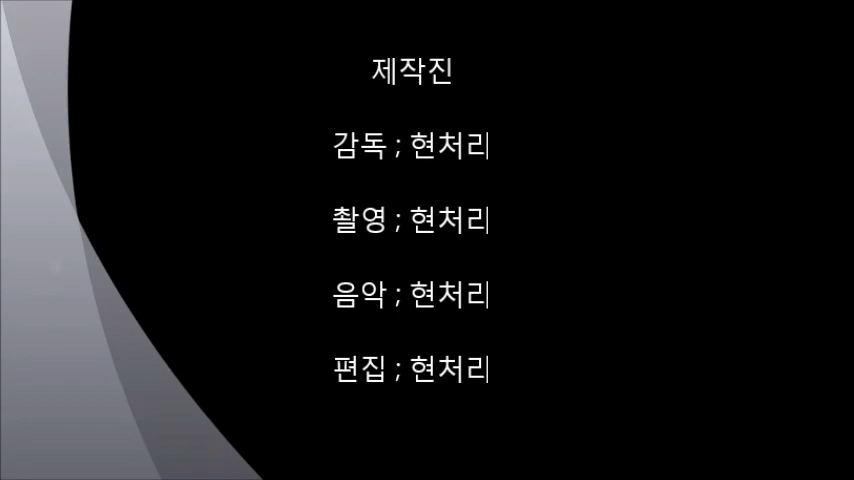 제작진
감독 ; 현처리
촬영 ; 현처리
음악 ; 현처리
편집 ; 현처리